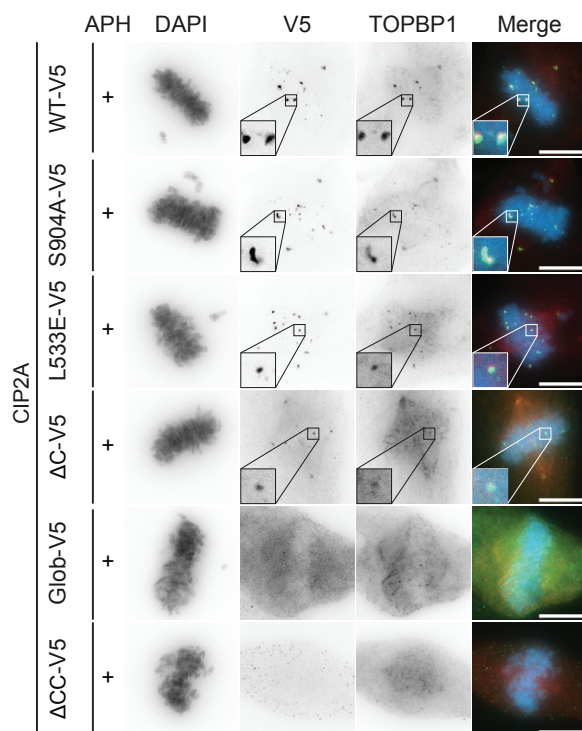 APH DAPI V5 TOPBP1 Merge
CIP2A
WT-V5 +
S904A-V5 +
L533E-V5 +
ΔC-V5 +
Glob-V5 +
ΔCC-V5 +